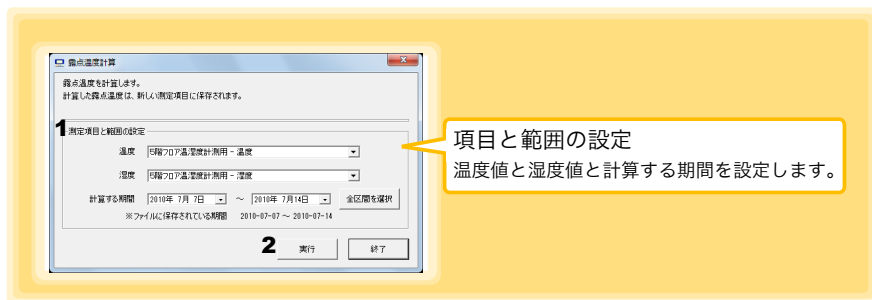 露点温度計算
露点温度を計算します。
計算した露点温度は、新しい測定項目に保存されます。
1
測定項目と範囲の設定
温度 5階フロア温湿度計測用 - 温度
湿度 5階フロア温湿度計測用 - 湿度
計算する期間 2010年 7月 7日 ～ 2010年 7月14日 全区間を選択
※ファイルに保存されている期間 2010-07-07 ～ 2010-07-14
2 実行 終了
項目と範囲の設定
温度値と湿度値と計算する期間を設定します。